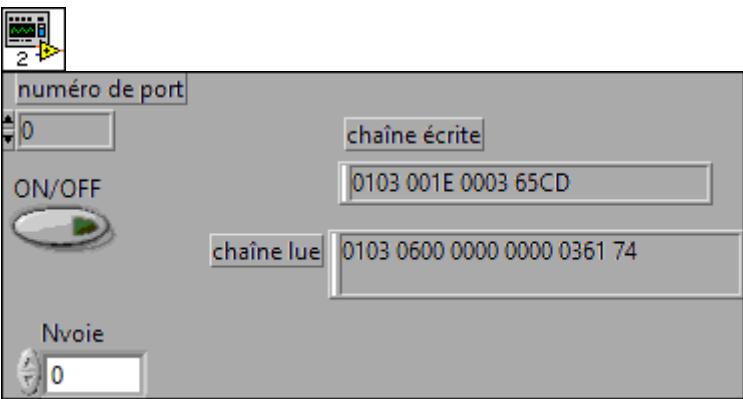 2
numéro de port
0
chaîne écrite
0103 001E 0003 65CD
ON/OFF
chaîne lue
0103 0600 0000 0000 0361 74
Nvoie
0